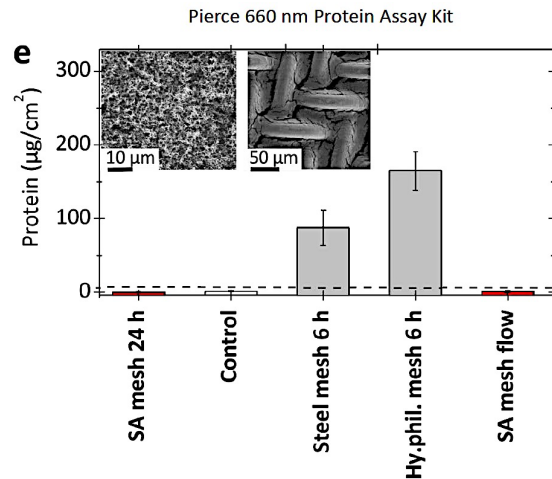 Pierce 660 nm Protein Assay Kit
e
Protein (µg/cm²)
300
200
100
0
10 µm
50 µm
SA mesh 24 h
Control
Steel mesh 6 h
Hy.phil. mesh 6 h
SA mesh flow